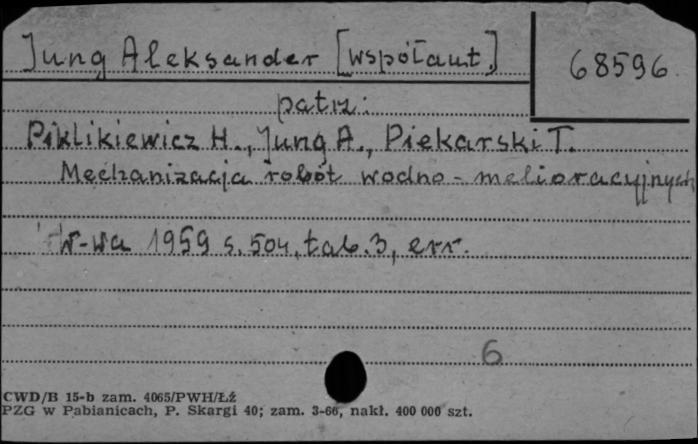 Jung Aleksander [współaut.]
68596
patrz:
Piklikiewicz H., Jung A., Piekarski T.
Mechanizacja robót wodno-melioracyjnych
W-wa 1959 s. 504, tab. 3, err.
6
CWD/B 15-b zam. 4065/PWH/Łź
PZG w Pabianicach, P. Skargi 40; zam. 3-66, nakł. 400 000 szt.